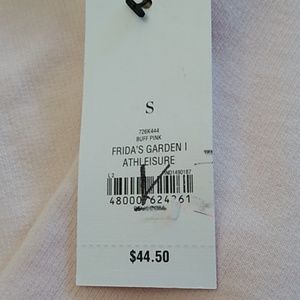 S
726K444
BUFF PINK
FRIDA'S GARDEN I
ATHLEISURE
$44.50